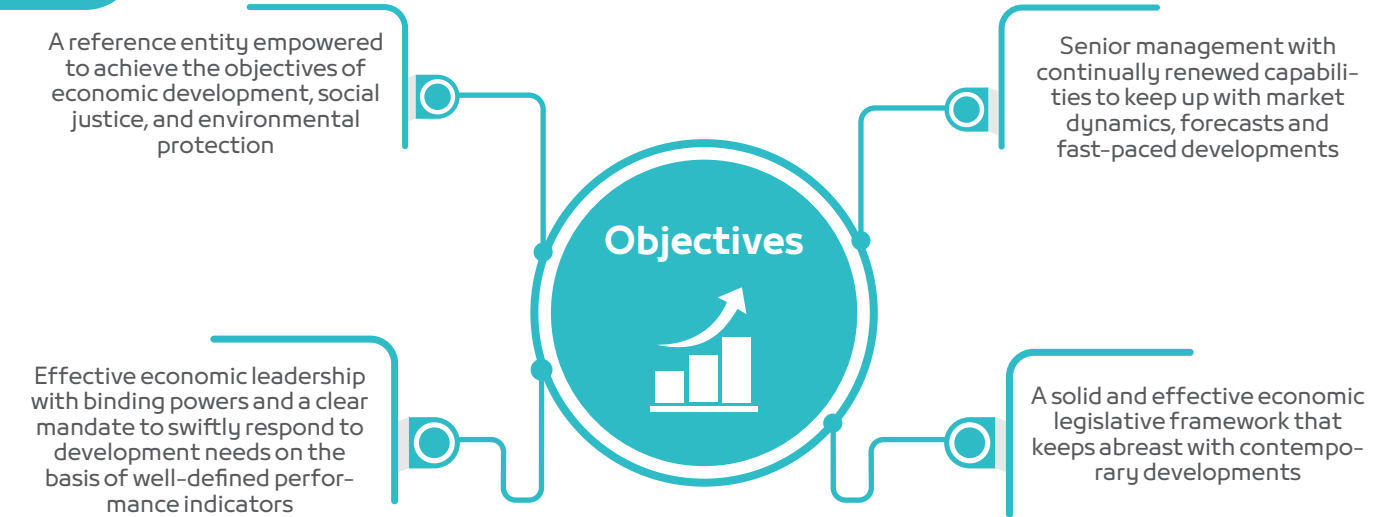 A reference entity empowered
to achieve the objectives of
economic development, social
justice, and environmental
protection
Senior management with
continually renewed capabili-
ties to keep up with market
dynamics, forecasts and
fast-paced developments
Objectives
Effective economic leadership
with binding powers and a clear
mandate to swiftly respond to
development needs on the
basis of well-defined perfor-
mance indicators
A solid and effective economic
legislative framework that
keeps abreast with contempo-
rary developments